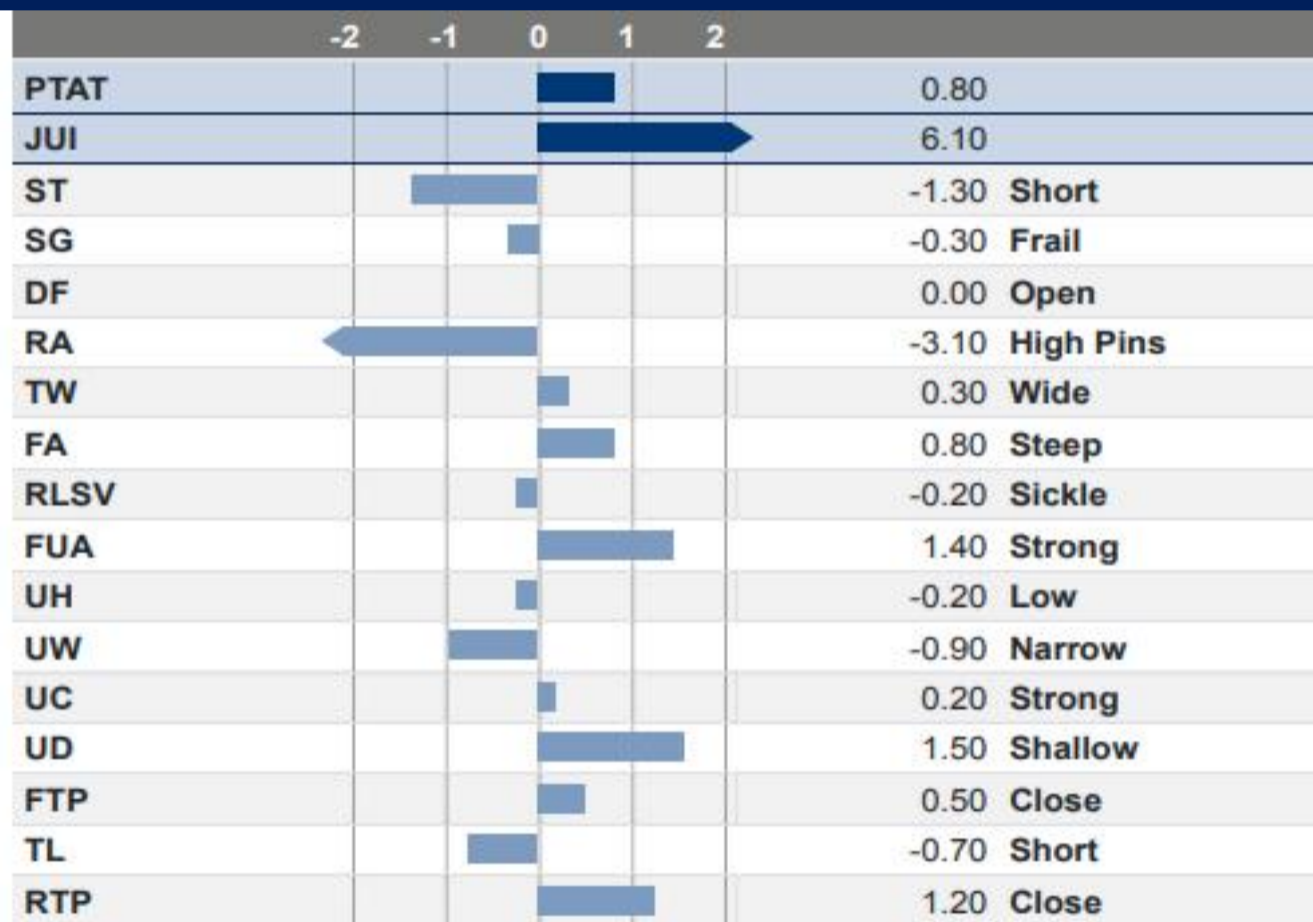 -2 -1 0 1 2
PTAT 0.80
JUI 6.10
ST -1.30 Short
SG -0.30 Frail
DF 0.00 Open
RA -3.10 High Pins
TW 0.30 Wide
FA 0.80 Steep
RLSV -0.20 Sickle
FUA 1.40 Strong
UH -0.20 Low
UW -0.90 Narrow
UC 0.20 Strong
UD 1.50 Shallow
FTP 0.50 Close
TL -0.70 Short
RTP 1.20 Close